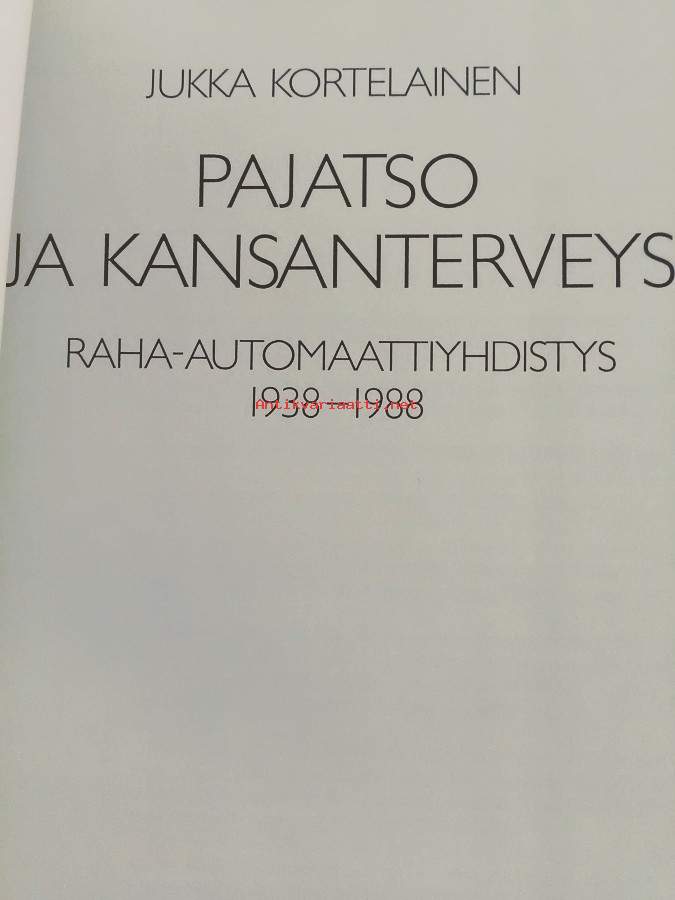 JUKKA KORTELAINEN
PAJATSO
JA KANSANTERVEYS
RAHA-AUTOMAATTIYHDISTYS
1938–1988
Antikvariaatti.net